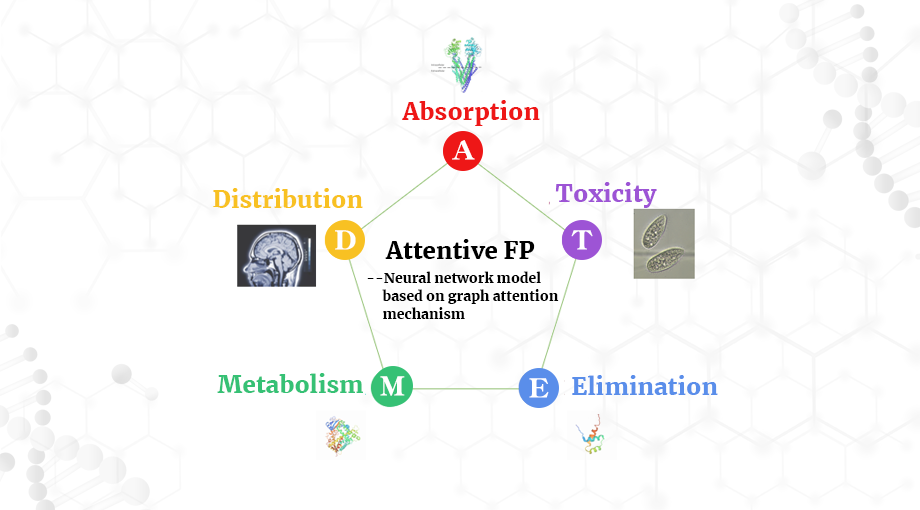 Absorption
A
Distribution
Toxicity
D
T
Attentive FP
--Neural network model
based on graph attention
mechanism
Metabolism
M
E
Elimination